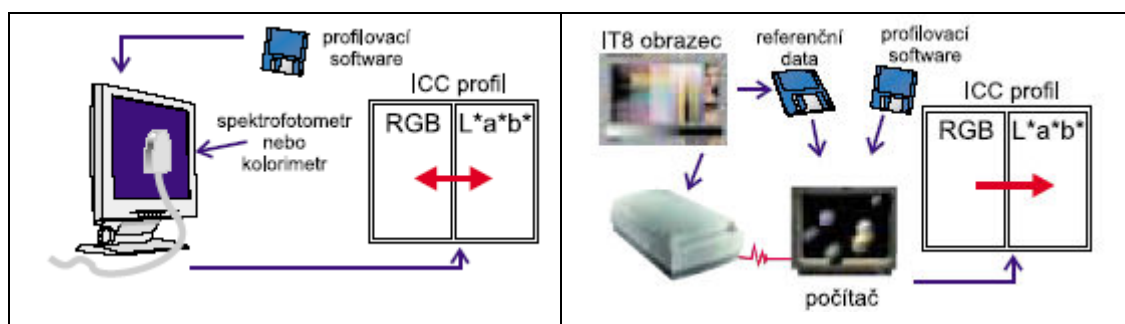 profilovací
software
ICC profil
spektrofotometr
nebo
kolorimetr
RGB L*a*b*
IT8 obrazec
referenční
data
profilovací
software
ICC profil
RGB L*a*b*
počítač